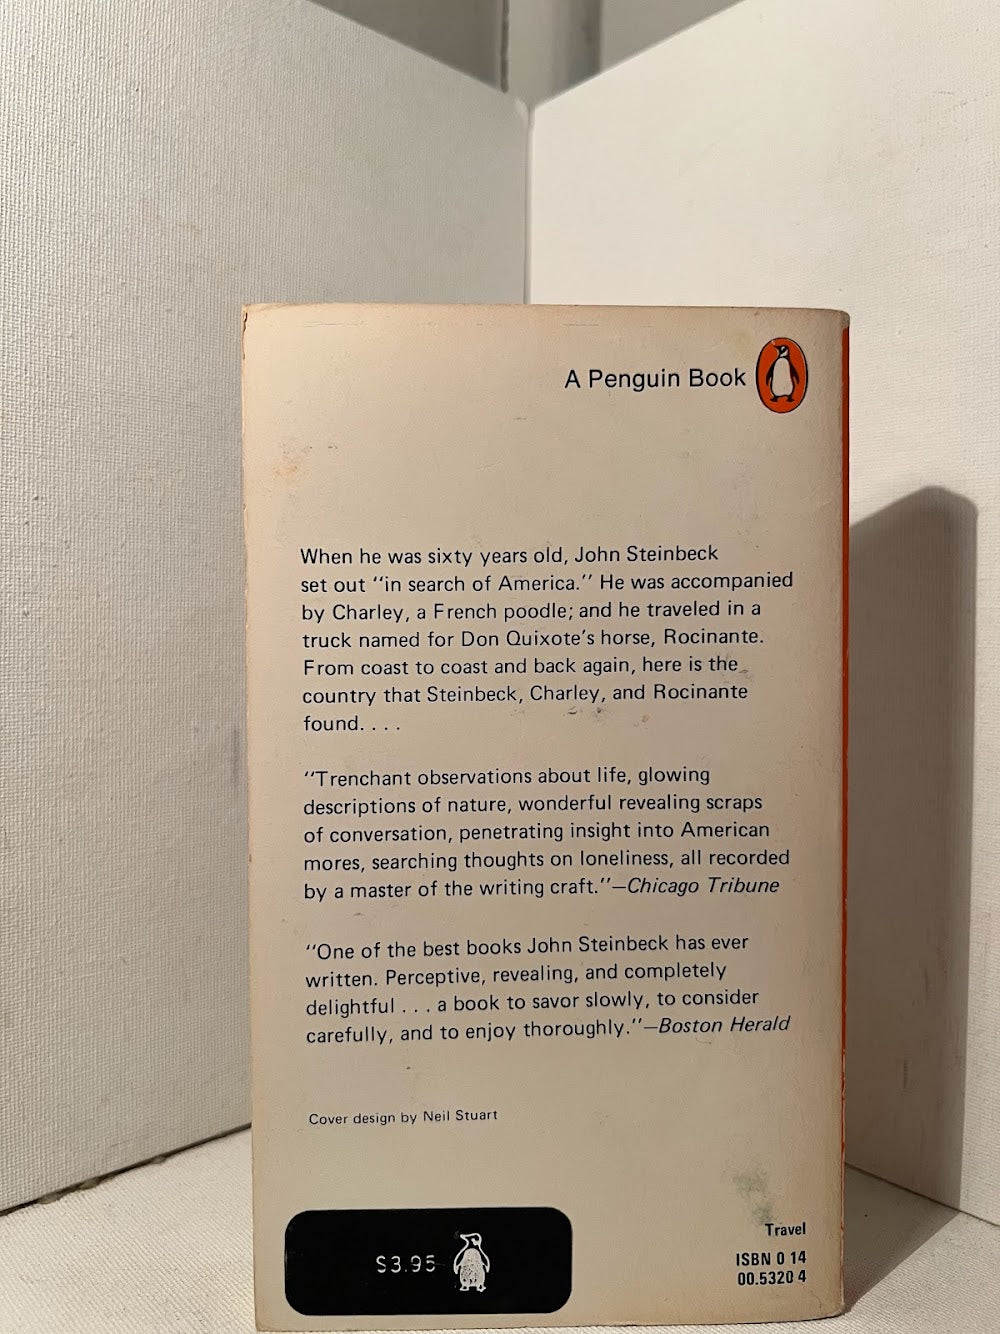 A Penguin Book
When he was sixty years old, John Steinbeck
set out "in search of America." He was accompanied
by Charley, a French poodle; and he traveled in a
truck named for Don Quixote's horse, Rocinante.
From coast to coast and back again, here is the
country that Steinbeck, Charley, and Rocinante
found. . . .
"Trenchant observations about life, glowing
descriptions of nature, wonderful revealing scraps
of conversation, penetrating insight into American
mores, searching thoughts on loneliness, all recorded
by a master of the writing craft."—Chicago Tribune
"One of the best books John Steinbeck has ever
written. Perceptive, revealing, and completely
delightful . . . a book to savor slowly, to consider
carefully, and to enjoy thoroughly."—Boston Herald
Cover design by Neil Stuart
$3.95
Travel
ISBN 0 14
00.5320 4